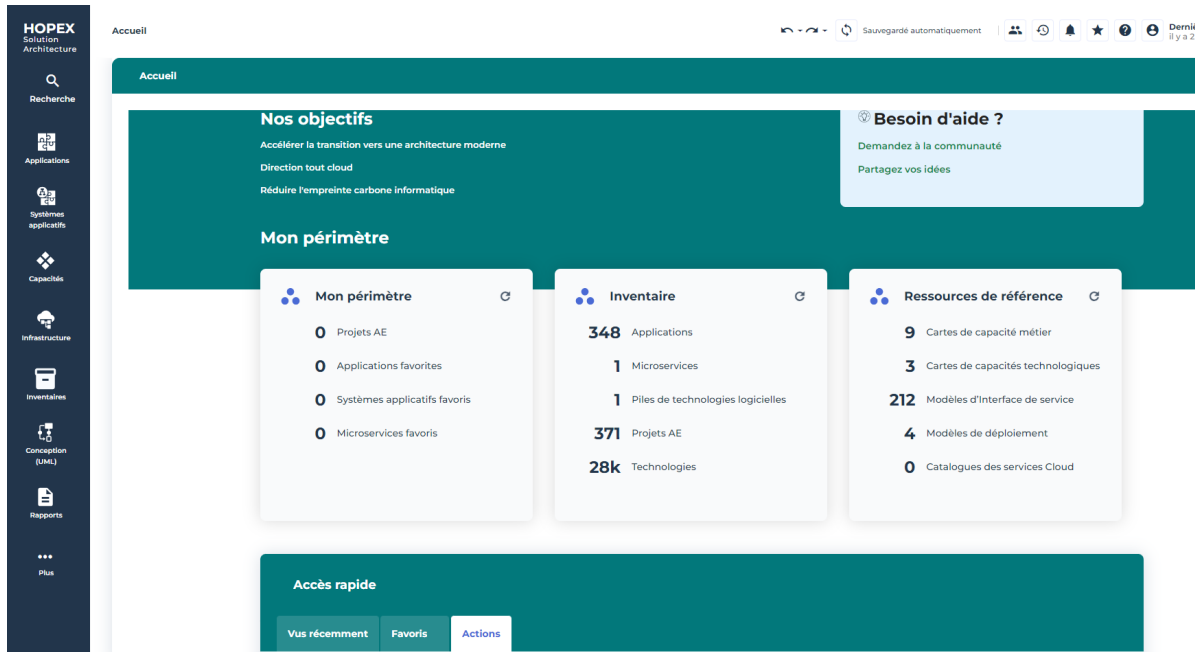 HOPEX
Solution
Architecture
Recherche
Applications
Systèmes
applicatifs
Capacités
Infrastructure
Inventaires
Conception
(UML)
Rapports
Plus
Accueil
Sauvegardé automatiquement
il y a 2
Accueil
Nos objectifs
Accélérer la transition vers une architecture moderne
Direction tout cloud
Réduire l'empreinte carbone informatique
Besoin d'aide ?
Demandez à la communauté
Partagez vos idées
Mon périmètre
Mon périmètre
0 Projets AE
0 Applications favorites
0 Systèmes applicatifs favoris
0 Microservices favoris
Inventaire
348 Applications
1 Microservices
1 Piles de technologies logicielles
371 Projets AE
28k Technologies
Ressources de référence
9 Cartes de capacité métier
3 Cartes de capacités technologiques
212 Modèles d'Interface de service
4 Modèles de déploiement
0 Catalogues des services Cloud
Accès rapide
Vus récemment
Favoris
Actions